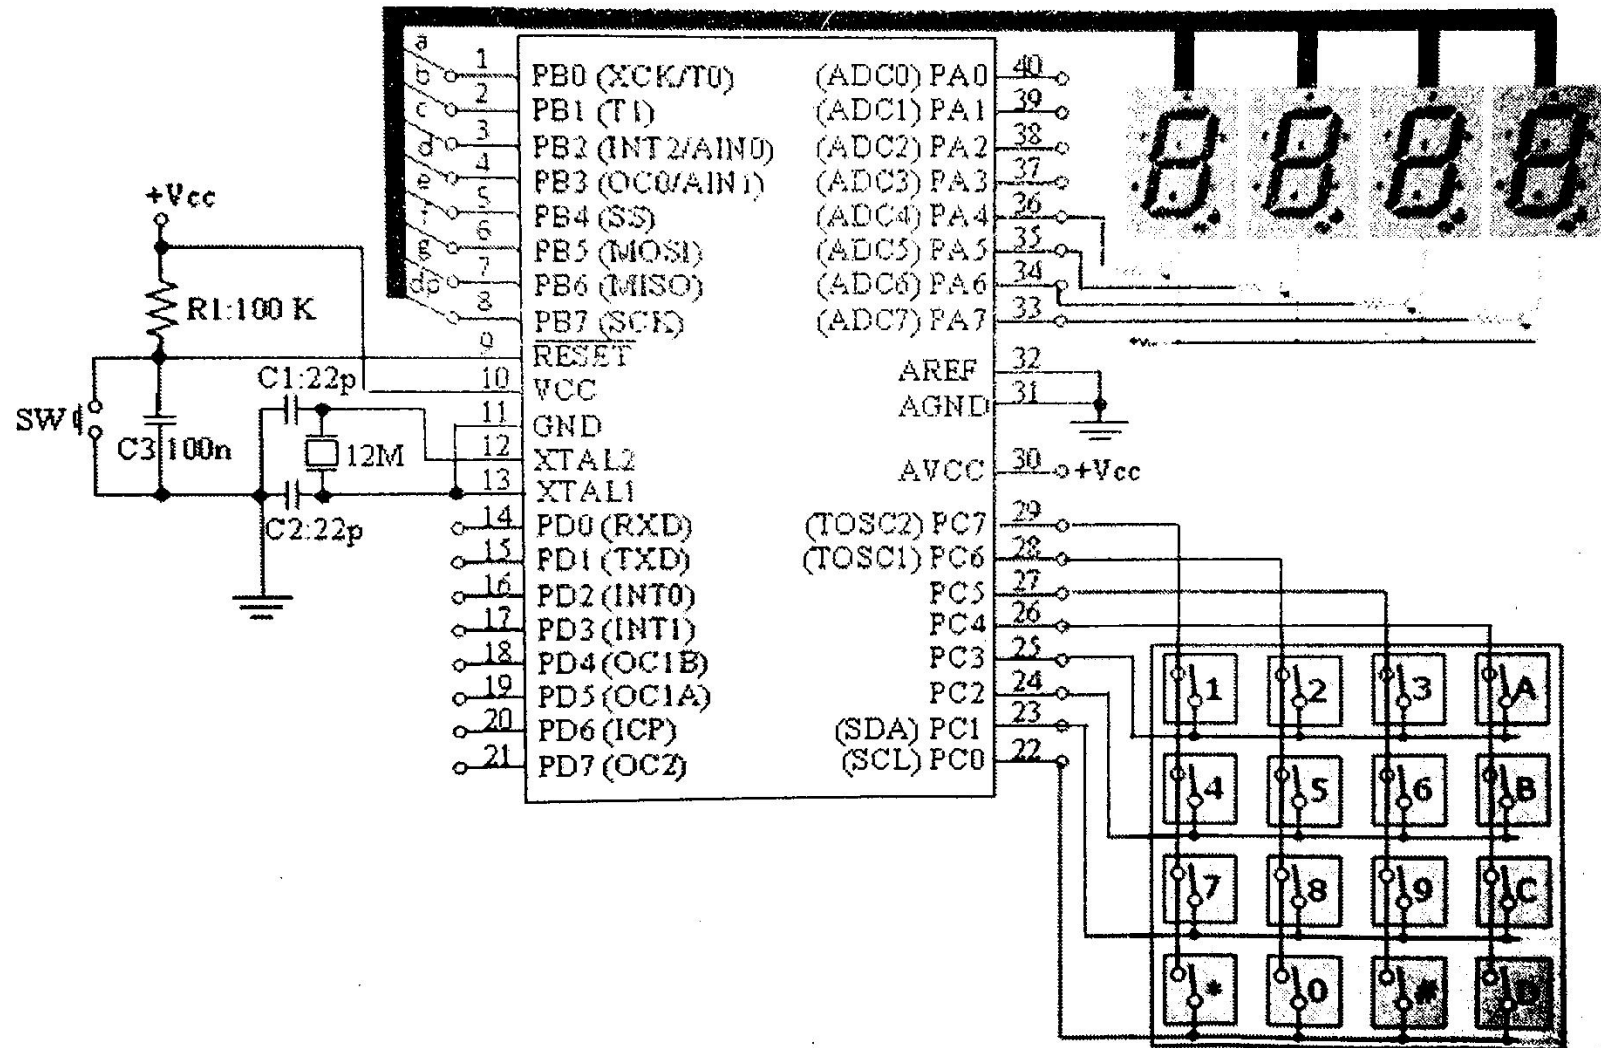 a
b
c
d
e
f
g
dp
1 PB0 (XCK/T0)
2 PB1 (T1)
3 PB2 (INT2/AIN0)
4 PB3 (OC0/AIN1)
5 PB4 (SS)
6 PB5 (MOSI)
7 PB6 (MISO)
8 PB7 (SCK)
9 RESET
10 VCC
11 GND
12 XTAL2
13 XTAL1
14 PD0 (RXD)
15 PD1 (TXD)
16 PD2 (INT0)
17 PD3 (INT1)
18 PD4 (OC1B)
19 PD5 (OC1A)
20 PD6 (ICP)
21 PD7 (OC2)
(ADC0) PA0 40
(ADC1) PA1 39
(ADC2) PA2 38
(ADC3) PA3 37
(ADC4) PA4 36
(ADC5) PA5 35
(ADC6) PA6 34
(ADC7) PA7 33
AREF 32
AGND 31
AVCC 30 +Vcc
(TOSC2) PC7 29
(TOSC1) PC6 28
PC5 27
PC4 26
PC3 25
PC2 24
(SDA) PC1 23
(SCL) PC0 22
+Vcc
R1:100 K
SW
C3 100n
C1:22p
12M
C2:22p
1 2 3 A
4 5 6 B
7 8 9 C
* 0 # D